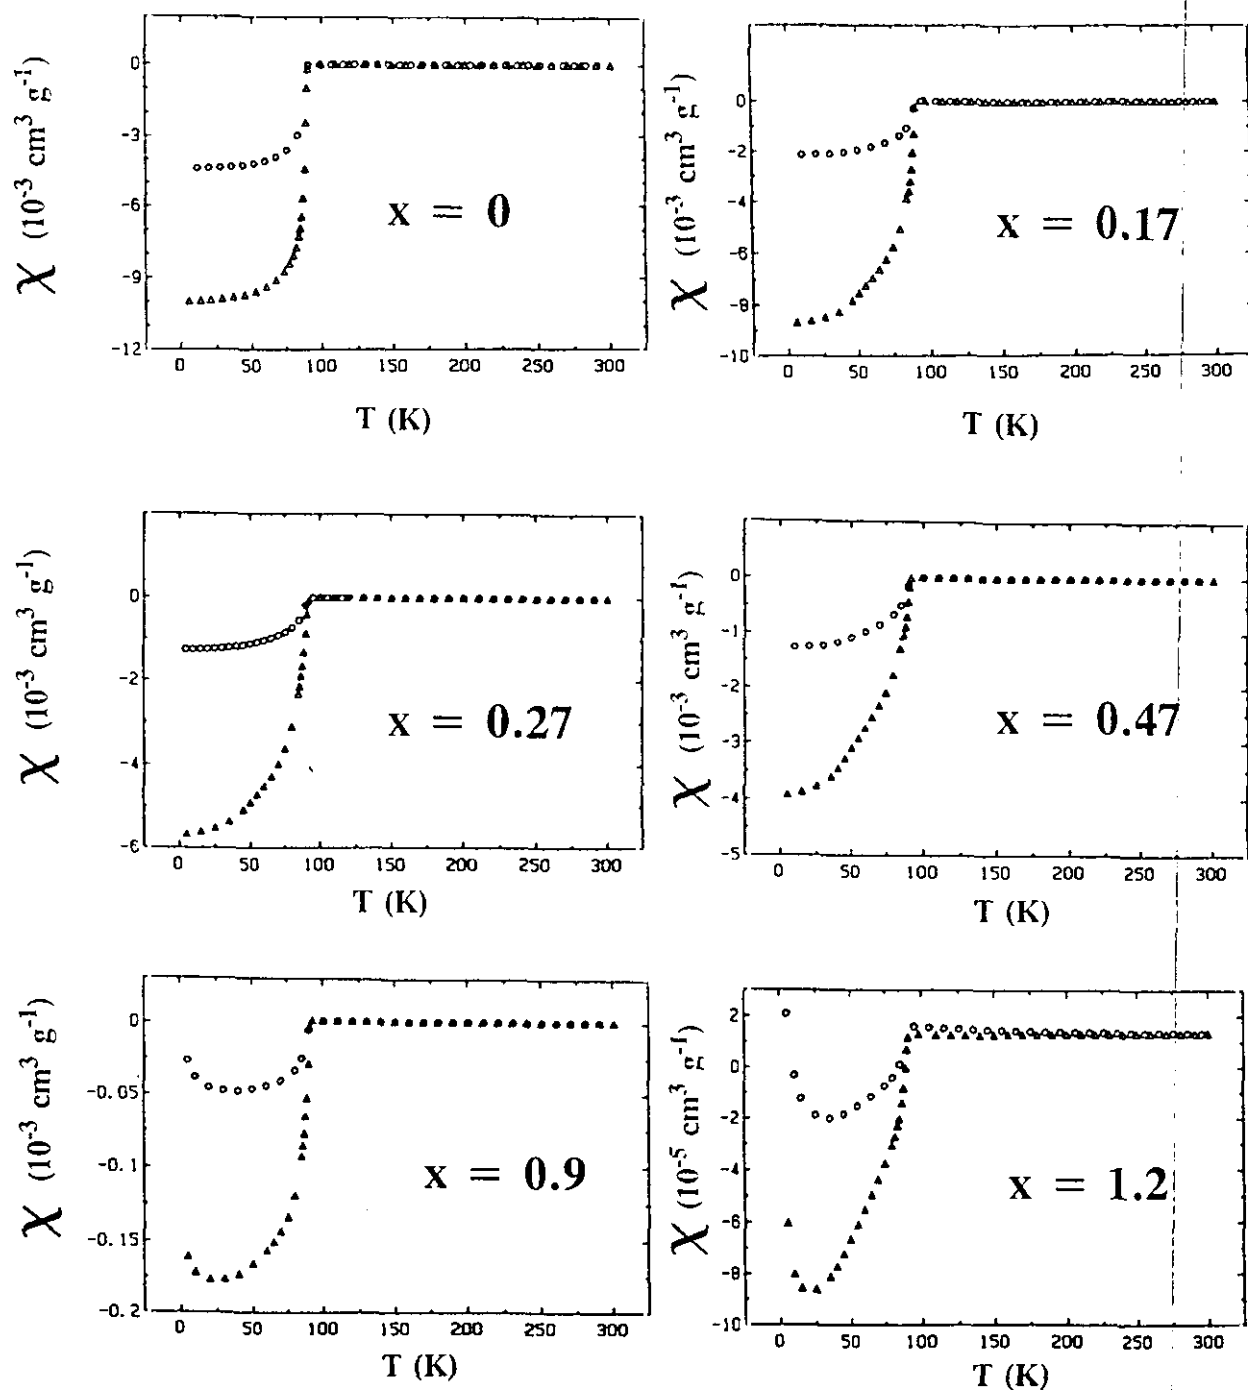 χ (10⁻³ cm³ g⁻¹)
0
-3
-6
-9
-12
x = 0
0 50 100 150 200 250 300
T (K)
χ (10⁻³ cm³ g⁻¹)
0
-2
-4
-6
-8
-10
x = 0.17
0 50 100 150 200 250 300
T (K)
χ (10⁻³ cm³ g⁻¹)
0
-2
-4
-6
x = 0.27
0 50 100 150 200 250 300
T (K)
χ (10⁻³ cm³ g⁻¹)
0
-1
-2
-3
-4
-5
x = 0.47
0 50 100 150 200 250 300
T (K)
χ (10⁻³ cm³ g⁻¹)
0
-0.05
-0.1
-0.15
-0.2
x = 0.9
0 50 100 150 200 250 300
T (K)
χ (10⁻⁵ cm³ g⁻¹)
2
0
-2
-4
-6
-8
-10
x = 1.2
0 50 100 150 200 250 300
T (K)